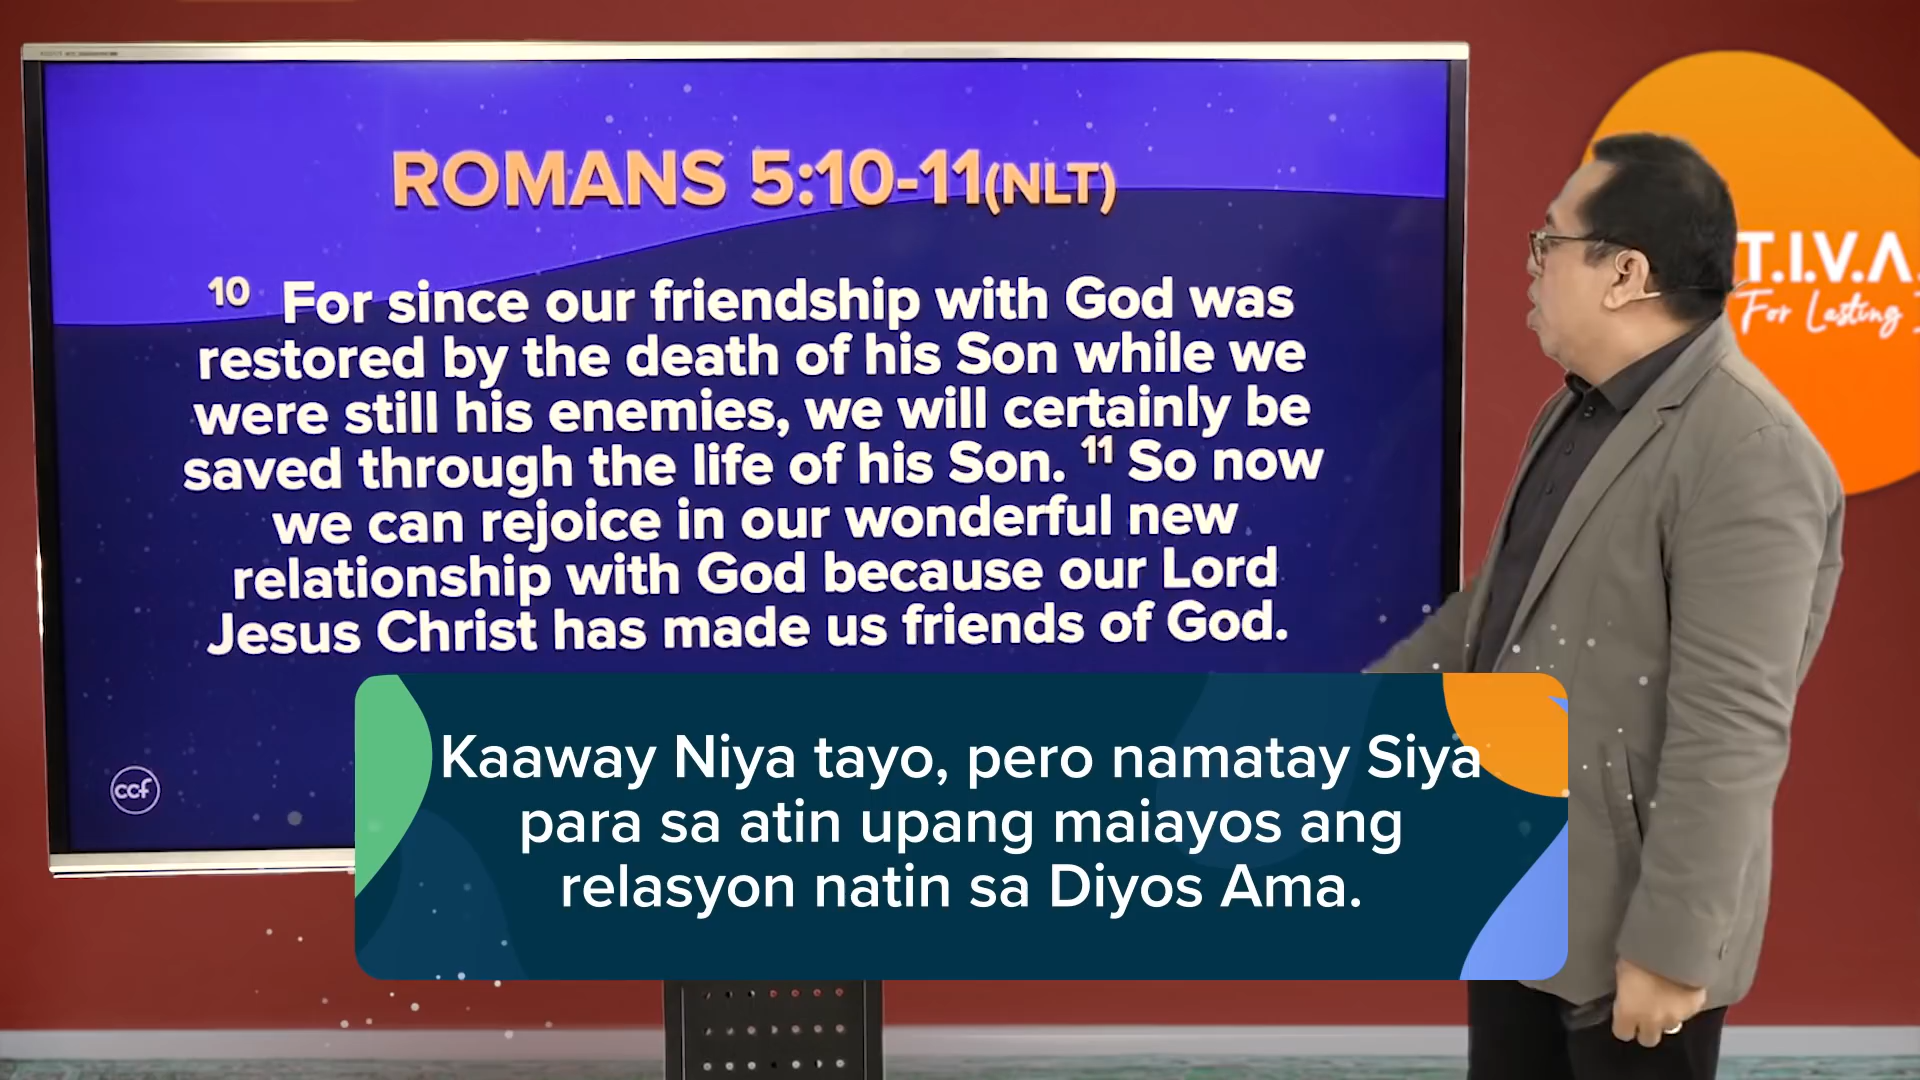 ROMANS 5:10-11(NLT)
10 For since our friendship with God was
restored by the death of his Son while we
were still his enemies, we will certainly be
saved through the life of his Son. 11 So now
we can rejoice in our wonderful new
relationship with God because our Lord
Jesus Christ has made us friends of God.
T.I.V.A.
For Lasting
ccf
Kaaway Niya tayo, pero namatay Siya
para sa atin upang maiayos ang
relasyon natin sa Diyos Ama.